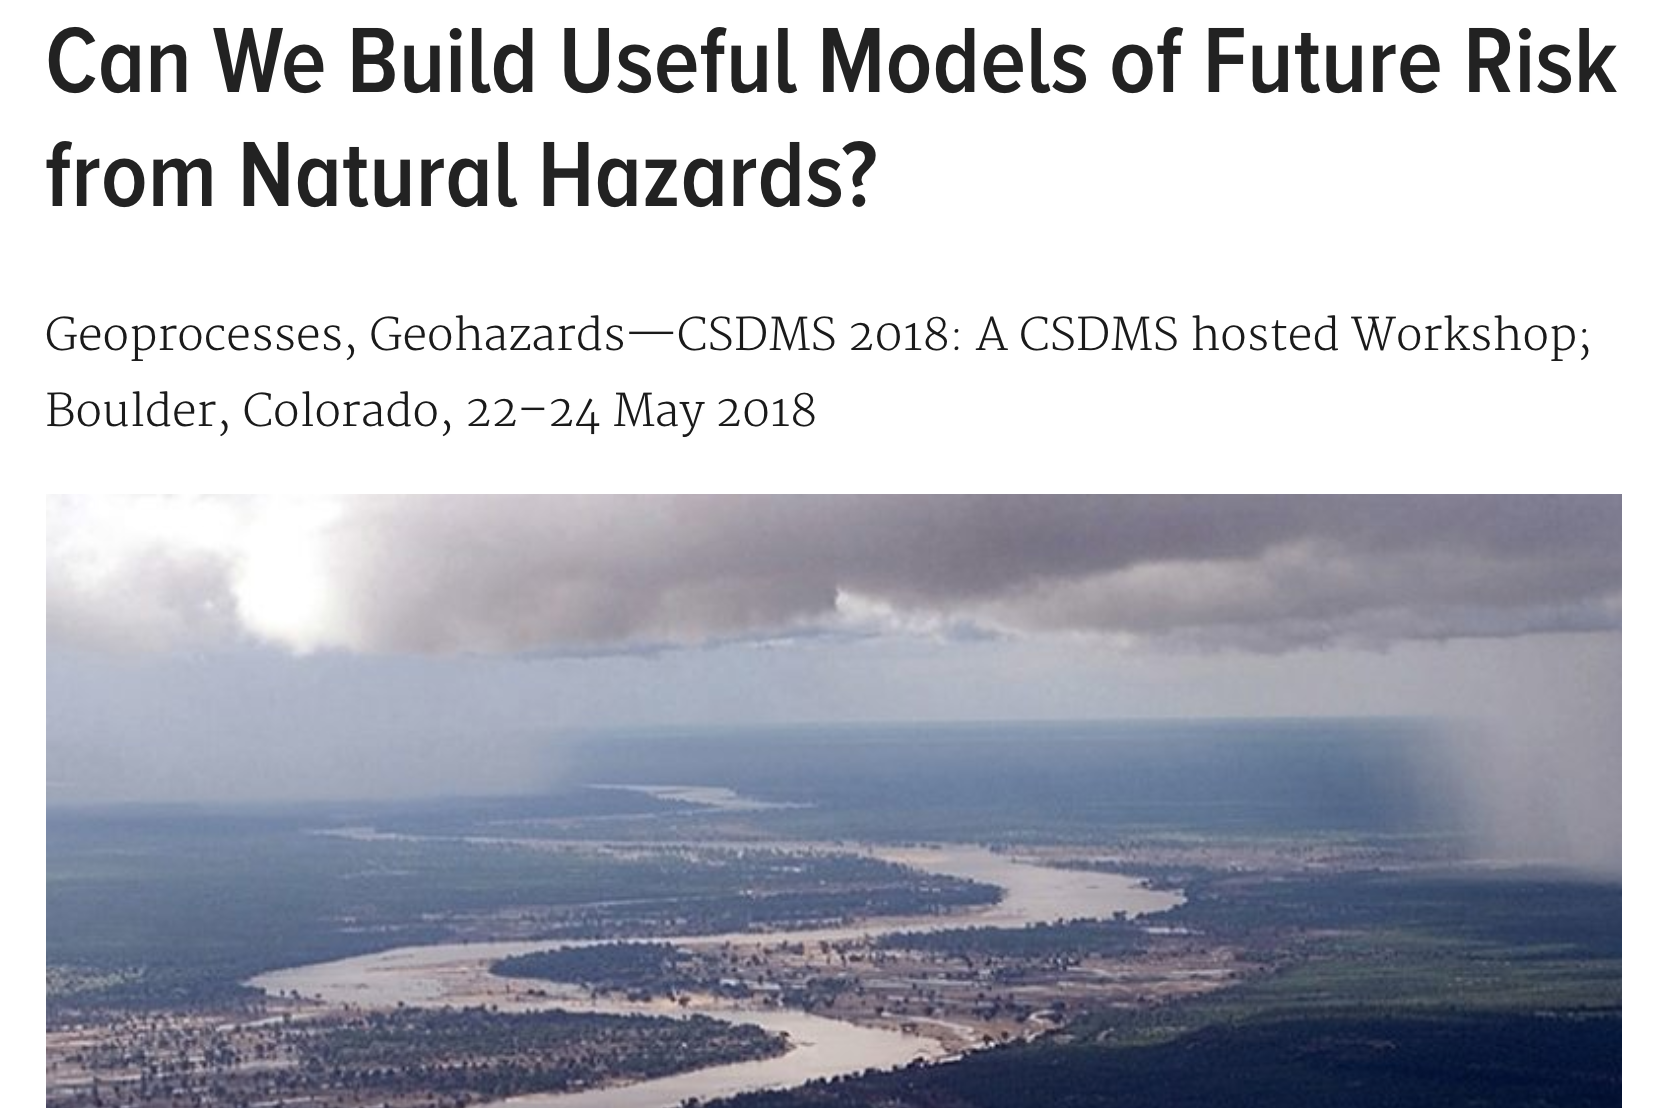 Can We Build Useful Models of Future Risk
from Natural Hazards?
Geoprocesses, Geohazards—CSDMS 2018: A CSDMS hosted Workshop;
Boulder, Colorado, 22–24 May 2018